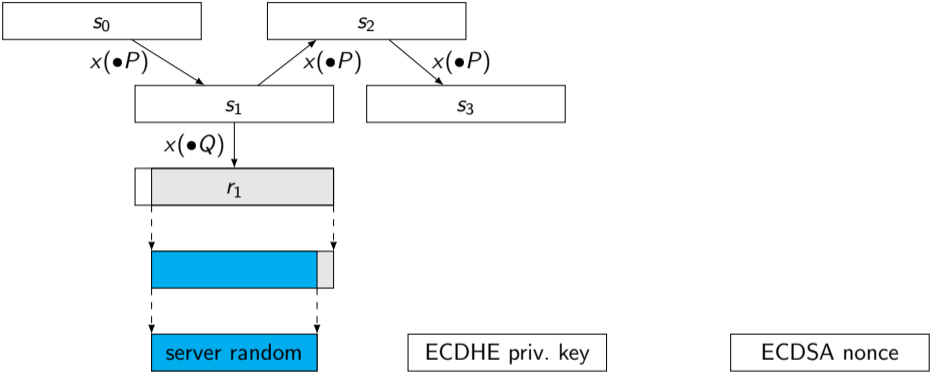 s₀
s₂
x(●P)
x(●P)
x(●P)
s₁
s₃
x(●Q)
r₁
server random
ECDHE priv. key
ECDSA nonce